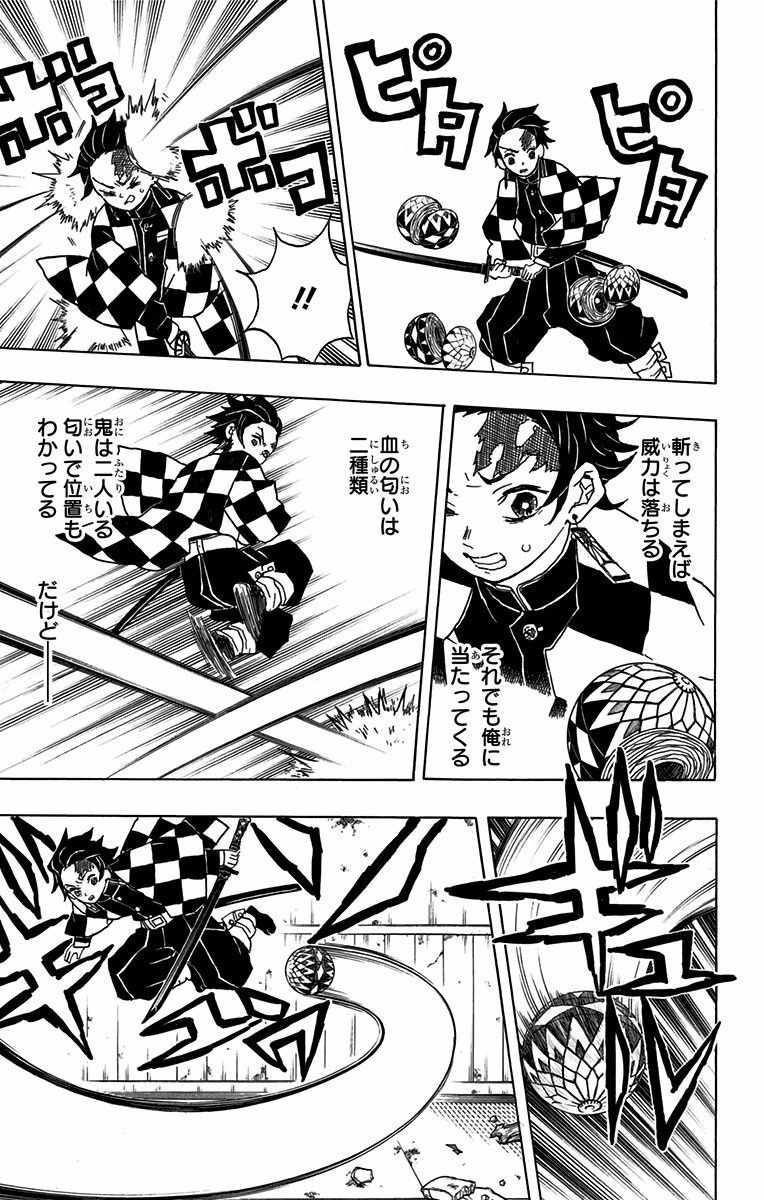 ピタ
ピタ
ボゴ
ボゴ
!!
斬ってしまえば
威力は落ちる
それでも俺に
当たってくる
血の匂いは
二種類
鬼は二人いる
匂いで位置も
わかってる
だけど──
ギュル
ギュン